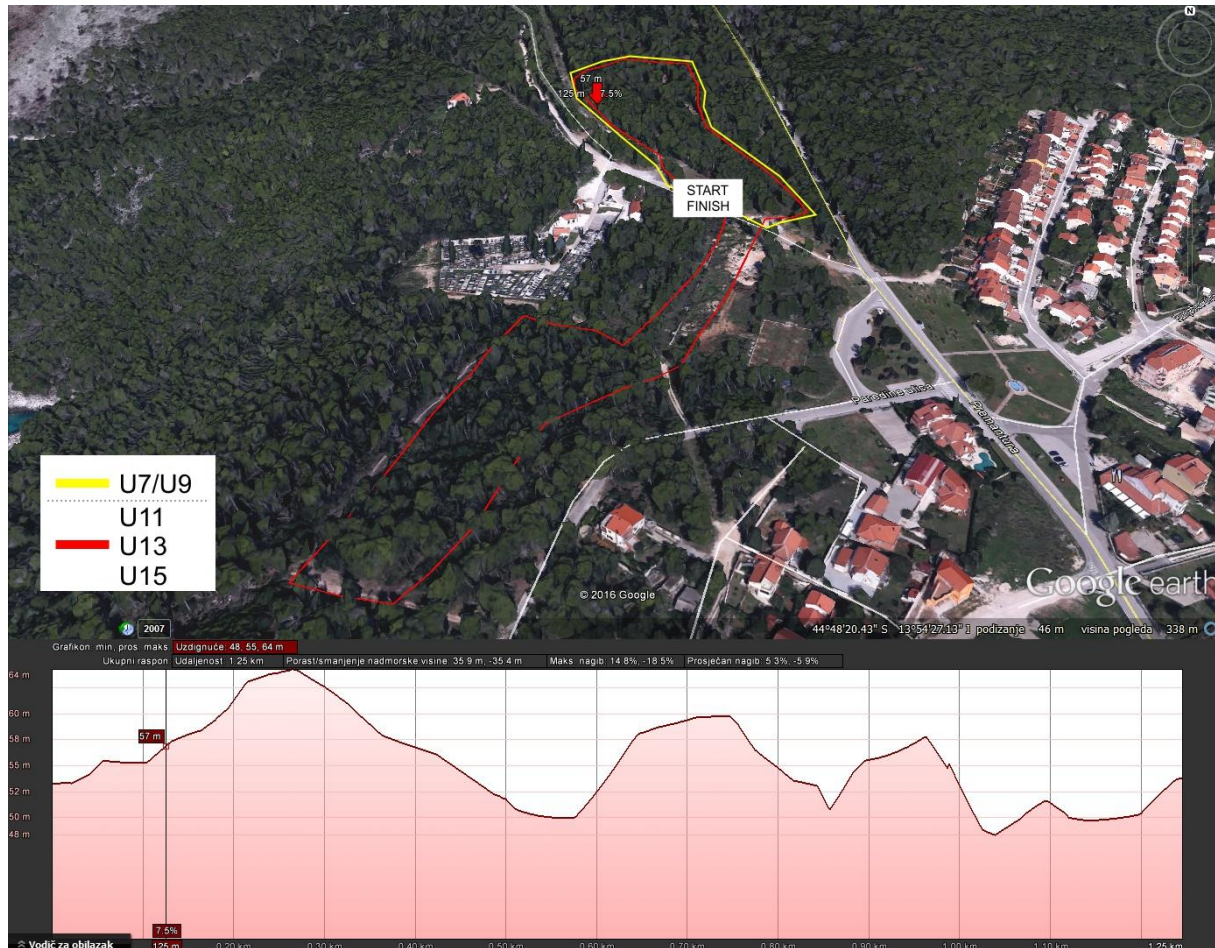 N
57 m
125 m 7.5%
START
FINISH
Parodine ulica
Premantura
U7/U9
U11
U13
U15
© 2016 Google
Google earth
2007
44°48'20.43" S 13°54'27.13" I podizanje 46 m visina pogleda 338 m
Grafikon: min, pros. maks. Uzdignuće: 48, 55, 64 m
Ukupni raspon: Udaljenost: 1.25 km Porast/smanjenje nadmorske visine: 35.9 m, -35.4 m Maks. nagib: 14.8%, -18.5% Prosječan nagib: 5.3%, -5.9%
64 m
60 m
58 m
57 m
55 m
52 m
50 m
48 m
7.5%
Vodič za obilazak 125 m 0.20 km 0.30 km 0.40 km 0.50 km 0.60 km 0.70 km 0.80 km 0.90 km 1.00 km 1.10 km 1.25 km